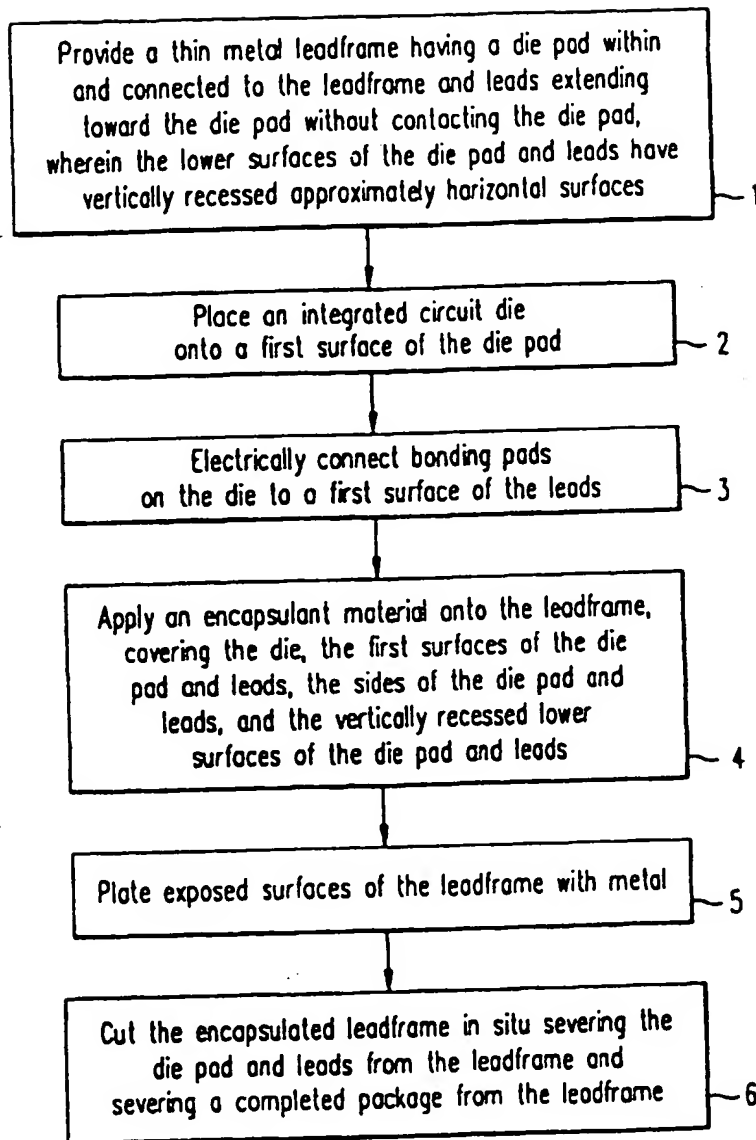 Provide a thin metal leadframe having a die pad within
and connected to the leadframe and leads extending
toward the die pad without contacting the die pad,
wherein the lower surfaces of the die pad and leads have
vertically recessed approximately horizontal surfaces
1
Place an integrated circuit die
onto a first surface of the die pad
2
Electrically connect bonding pads
on the die to a first surface of the leads
3
Apply an encapsulant material onto the leadframe,
covering the die, the first surfaces of the die
pad and leads, the sides of the die pad and
leads, and the vertically recessed lower
surfaces of the die pad and leads
4
Plate exposed surfaces of the leadframe with metal
5
Cut the encapsulated leadframe in situ severing the
die pad and leads from the leadframe and
severing a completed package from the leadframe
6